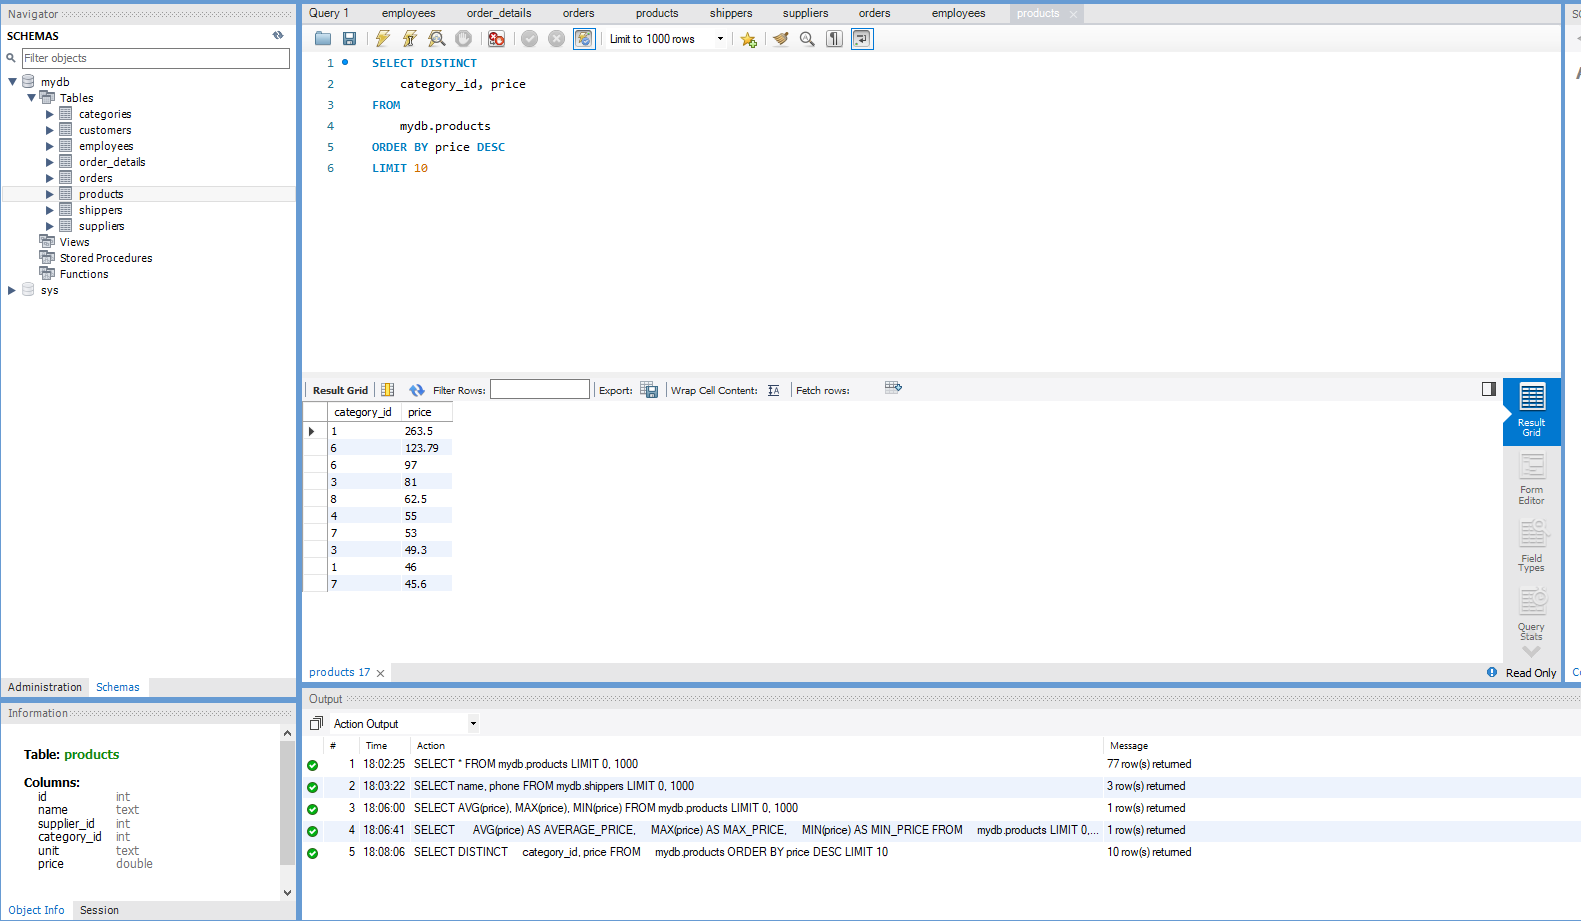 Navigator
SCHEMAS
Filter objects
mydb
Tables
categories
customers
employees
order_details
orders
products
shippers
suppliers
Views
Stored Procedures
Functions
sys
Administration Schemas
Information
Table: products
Columns:
id int
name text
supplier_id int
category_id int
unit text
price double
Object Info Session
Query 1 employees order_details orders products shippers suppliers orders employees products
Limit to 1000 rows
1 SELECT DISTINCT
2 category_id, price
3 FROM
4 mydb.products
5 ORDER BY price DESC
6 LIMIT 10
Result Grid Filter Rows: Export: Wrap Cell Content: Fetch rows:
category_id price
1 263.5
6 123.79
6 97
3 81
8 62.5
4 55
7 53
3 49.3
1 46
7 45.6
Result
Grid
Form
Editor
Field
Types
Query
Stats
products 17
Read Only
Output
Action Output
# Time Action Message
1 18:02:25 SELECT * FROM mydb.products LIMIT 0, 1000 77 row(s) returned
2 18:03:22 SELECT name, phone FROM mydb.shippers LIMIT 0, 1000 3 row(s) returned
3 18:06:00 SELECT AVG(price), MAX(price), MIN(price) FROM mydb.products LIMIT 0, 1000 1 row(s) returned
4 18:06:41 SELECT AVG(price) AS AVERAGE_PRICE, MAX(price) AS MAX_PRICE, MIN(price) AS MIN_PRICE FROM mydb.products LIMIT 0,... 1 row(s) returned
5 18:08:06 SELECT DISTINCT category_id, price FROM mydb.products ORDER BY price DESC LIMIT 10 10 row(s) returned